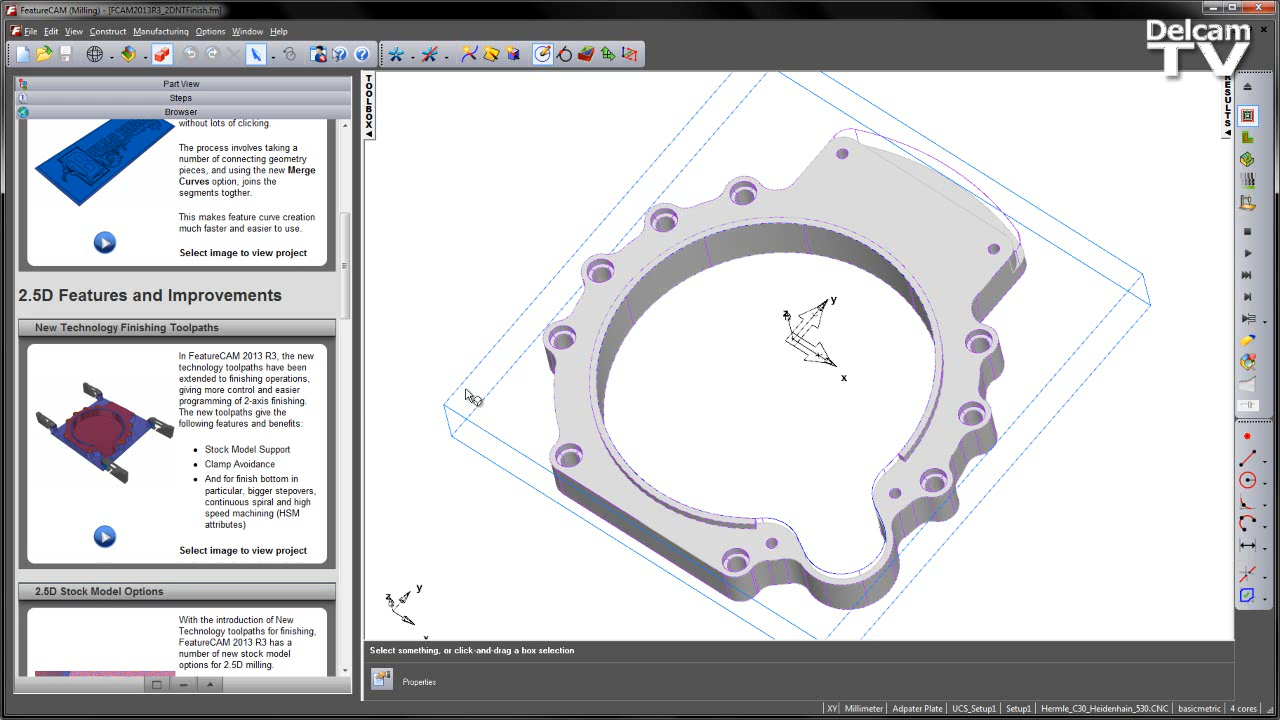 FeatureCAM (Milling) - [FCAM2013R3_2DNTFinish.fm]
File Edit View Construct Manufacturing Options Window Help
Delcam
TV
Part View
Steps
Browser
without lots of clicking.
The process involves taking a
number of connecting geometry
pieces, and using the new Merge
Curves option, joins the
segments togther.
This makes feature curve creation
much faster and easier to use.
Select image to view project
2.5D Features and Improvements
New Technology Finishing Toolpaths
In FeatureCAM 2013 R3, the new
technology toolpaths have been
extended to finishing operations,
giving more control and easier
programming of 2-axis finishing.
The new toolpaths give the
following features and benefits:
• Stock Model Support
• Clamp Avoidance
• And for finish bottom in
particular, bigger stepovers,
continuous spiral and high
speed machining (HSM
attributes)
Select image to view project
2.5D Stock Model Options
With the introduction of New
Technology toolpaths for finishing,
FeatureCAM 2013 R3 has a
number of new stock model
options for 2.5D milling.
TOOLBOX
RESULTS
z
y
x
z
y
x
Select something, or click-and-drag a box selection
Properties
XY Millimeter Adpater Plate UCS_Setup1 Setup1 Hermle_C30_Heidenhain_530.CNC basicmetric 4 cores